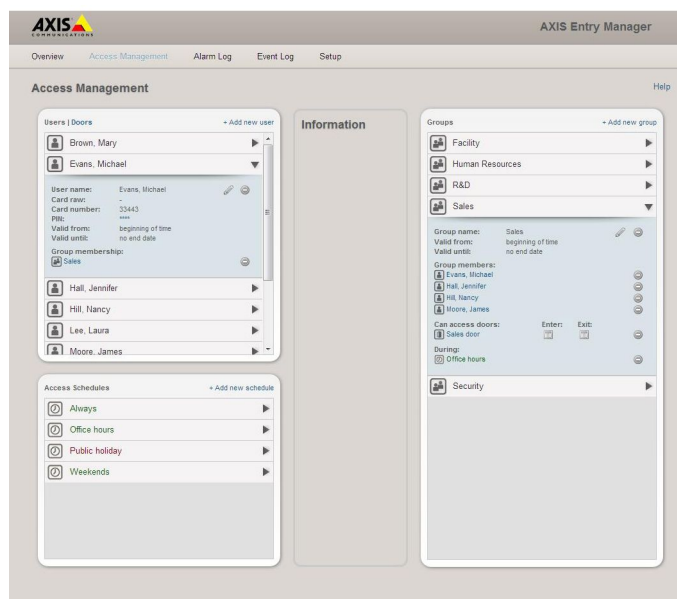 AXIS
COMMUNICATIONS
AXIS Entry Manager
Overview Access Management Alarm Log Event Log Setup
Access Management
Help
Users | Doors + Add new user
Brown, Mary
Evans, Michael
User name: Evans, Michael
Card raw: -
Card number: 33443
PIN: ****
Valid from: beginning of time
Valid until: no end date
Group membership:
Sales
Hall, Jennifer
Hill, Nancy
Lee, Laura
Moore, James
Access Schedules + Add new schedule
Always
Office hours
Public holiday
Weekends
Information
Groups + Add new group
Facility
Human Resources
R&D
Sales
Group name: Sales
Valid from: beginning of time
Valid until: no end date
Group members:
Evans, Michael
Hall, Jennifer
Hill, Nancy
Moore, James
Can access doors: Enter: Exit:
Sales door
During:
Office hours
Security